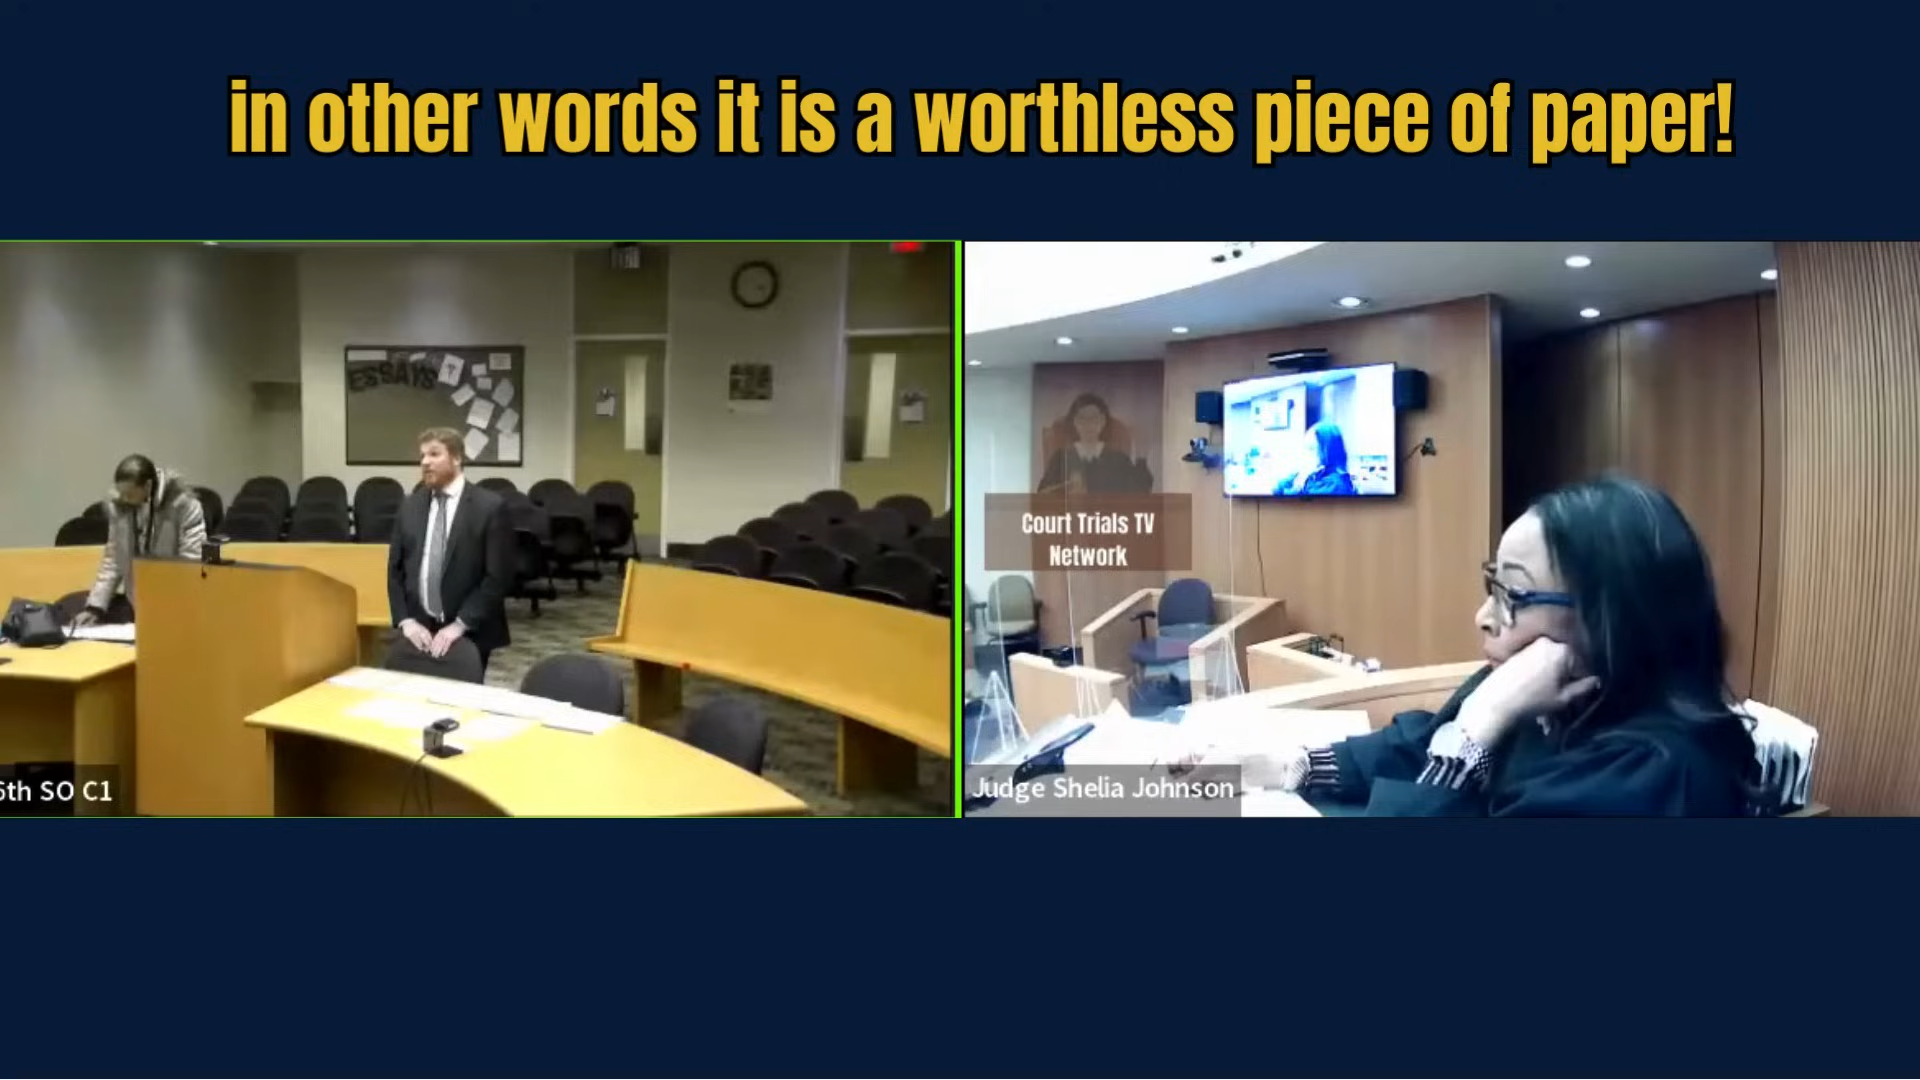 in other words it is a worthless piece of paper!
ESSAYS
Court Trials TV
Network
6th SO C1
Judge Shelia Johnson